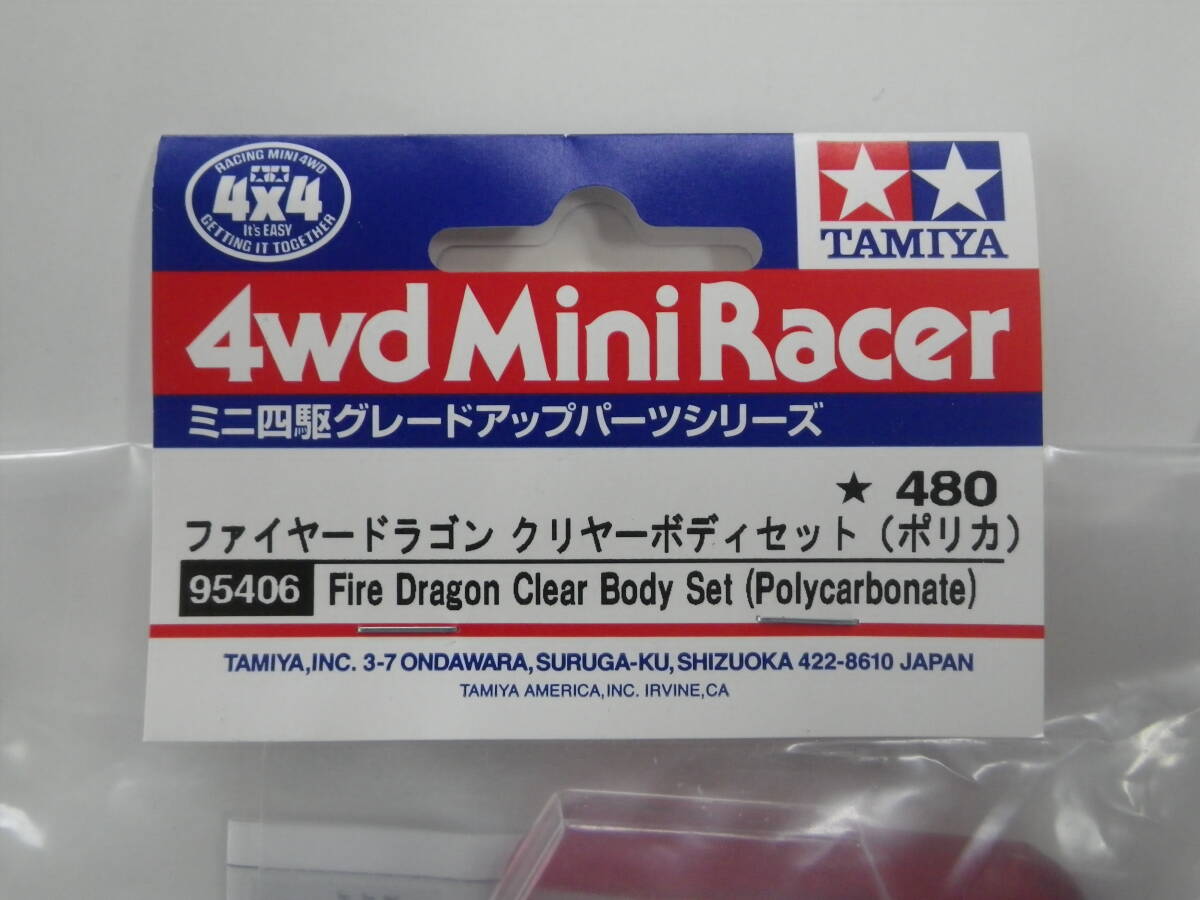 RACING MINI 4WD
4x4
It's EASY
GETTING IT TOGETHER
TAMIYA
4wd Mini Racer
ミニ四駆グレードアップパーツシリーズ
★ 480
ファイヤードラゴン クリヤーボディセット（ポリカ）
95406 Fire Dragon Clear Body Set (Polycarbonate)
TAMIYA,INC. 3-7 ONDAWARA, SURUGA-KU, SHIZUOKA 422-8610 JAPAN
TAMIYA AMERICA,INC. IRVINE,CA